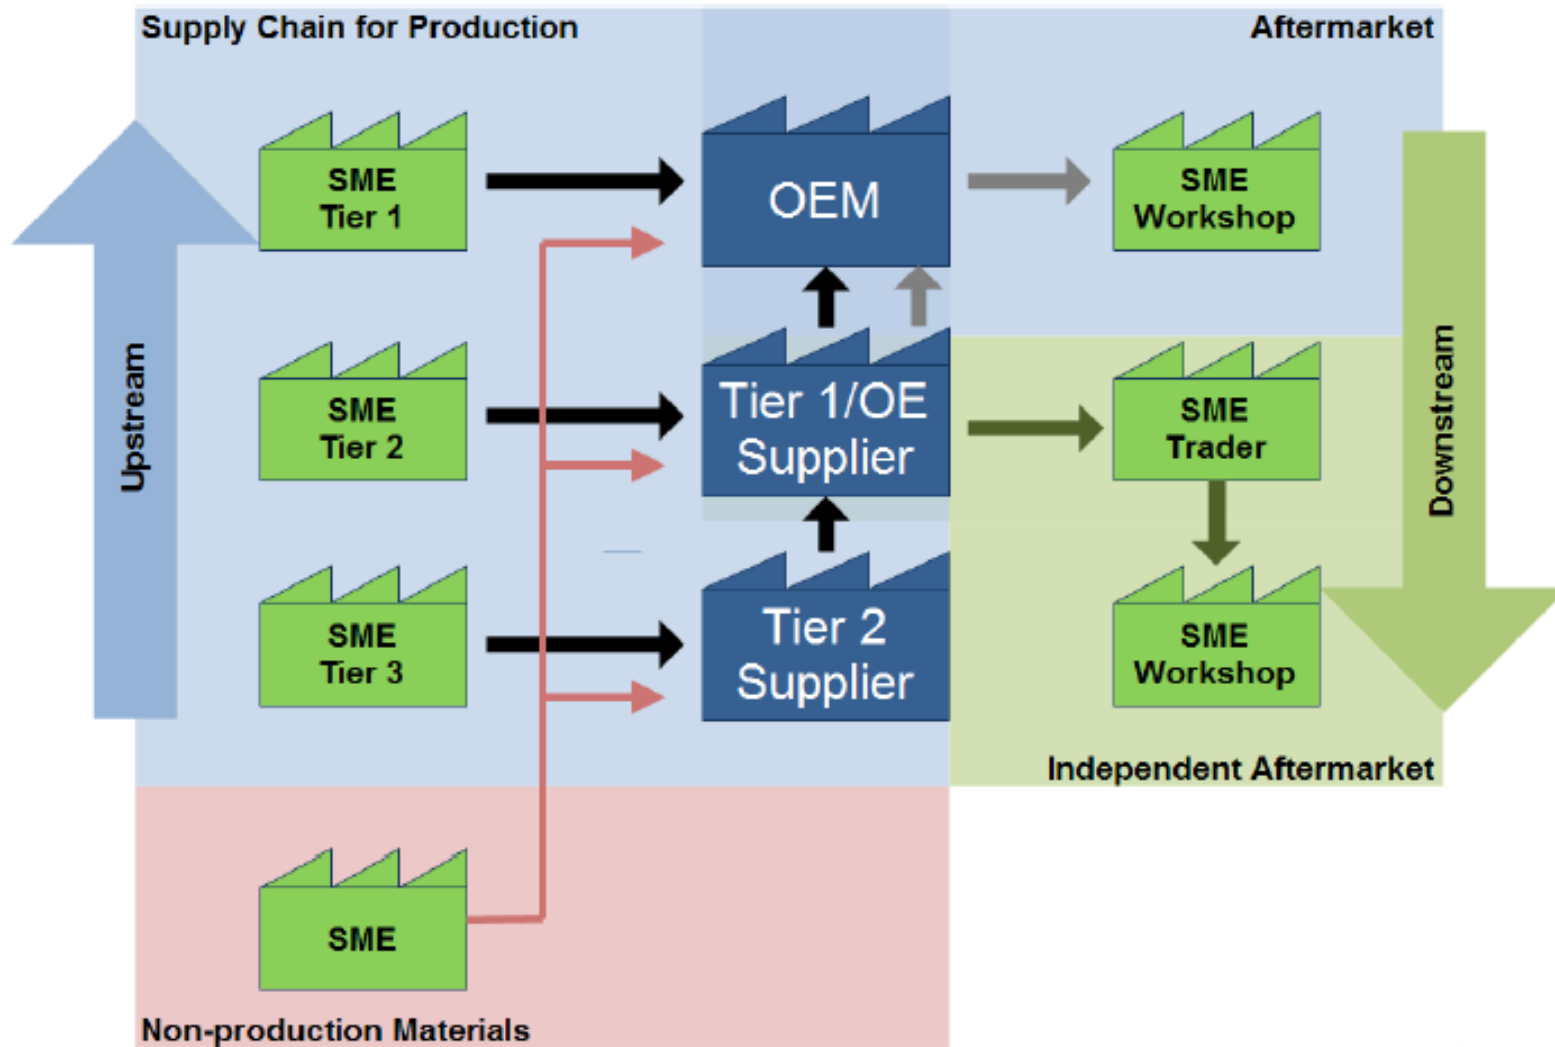 Supply Chain for Production
Aftermarket
SME
Tier 1
OEM
SME
Workshop
Upstream
SME
Tier 2
Tier 1/OE
Supplier
SME
Trader
Downstream
SME
Tier 3
Tier 2
Supplier
SME
Workshop
Independent Aftermarket
SME
Non-production Materials